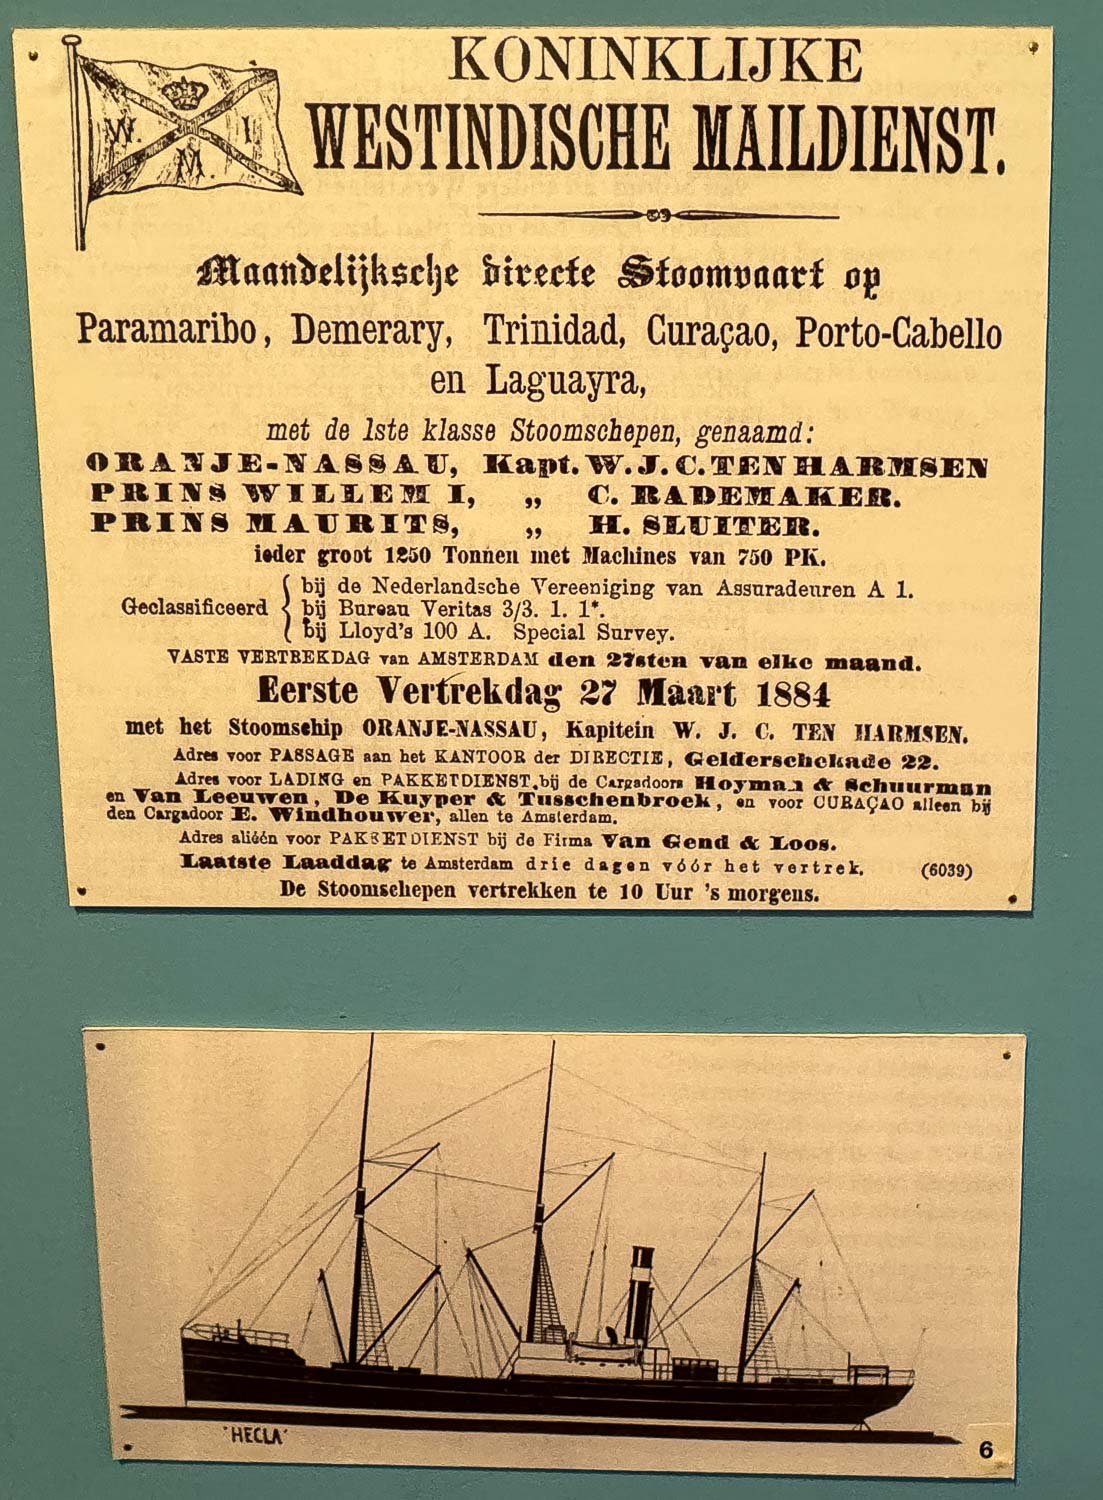 KONINKLIJKE
WESTINDISCHE MAILDIENST.
W. I.
M.
Maandelijksche directe Stoomvaart op
Paramaribo, Demerary, Trinidad, Curaçao, Porto-Cabello
en Laguayra,
met de 1ste klasse Stoomschepen, genaamd:
ORANJE-NASSAU, Kapt. W. J. C. TEN HARMSEN
PRINS WILLEM I, „ C. RADEMAKER.
PRINS MAURITS, „ H. SLUITER.
ieder groot 1250 Tonnen met Machines van 750 PK.
Geclassificeerd
bij de Nederlandsche Vereeniging van Assuradeuren A 1.
bij Bureau Veritas 3/3. 1. 1*.
bij Lloyd's 100 A. Special Survey.
VASTE VERTREKDAG van AMSTERDAM den 27sten van elke maand.
Eerste Vertrekdag 27 Maart 1884
met het Stoomschip ORANJE-NASSAU, Kapitein W. J. C. TEN HARMSEN.
Adres voor PASSAGE aan het KANTOOR der DIRECTIE, Gelderschekade 22.
Adres voor LADING en PAKKETDIENST, bij de Cargadoors Hoyman & Schuurman
en Van Leeuwen, De Kuyper & Tusschenbroek, en voor CURAÇAO alleen bij
den Cargadoor E. Windhouwer, allen te Amsterdam.
Adres alléén voor PAKKETDIENST bij de Firma Van Gend & Loos.
Laatste Laaddag te Amsterdam drie dagen vóór het vertrek. (6039)
De Stoomschepen vertrekken te 10 Uur 's morgens.
'HECLA'
6